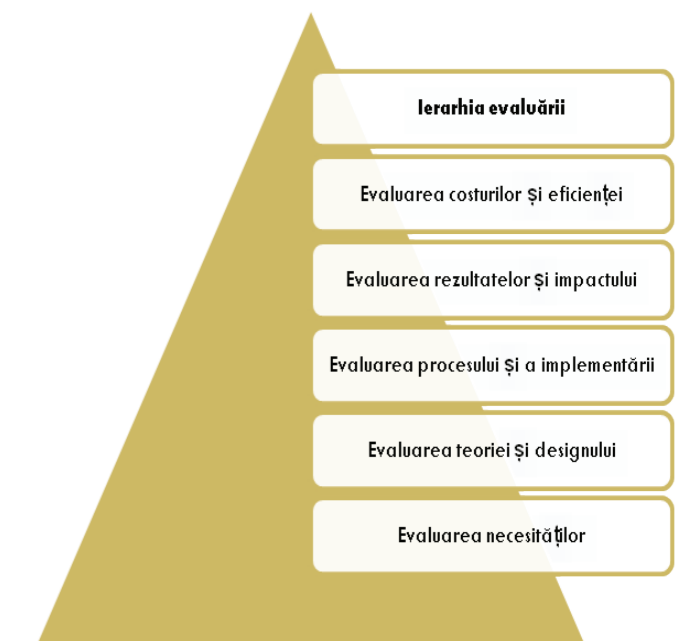 Ierarhia evaluării
Evaluarea costurilor și eficienței
Evaluarea rezultatelor și impactului
Evaluarea procesului și a implementării
Evaluarea teoriei și designului
Evaluarea necesităților